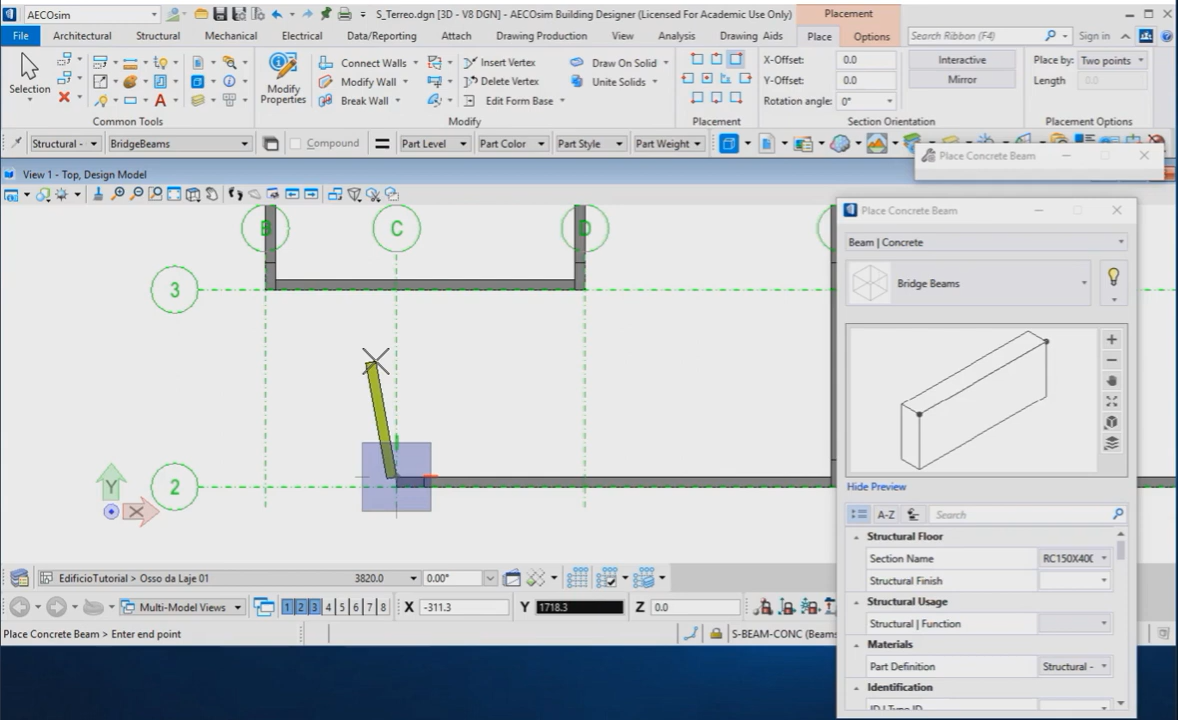 AECOsim
S_Terreo.dgn [3D - V8 DGN] - AECOsim Building Designer (Licensed For Academic Use Only)
Placement
File Architectural Structural Mechanical Electrical Data/Reporting Attach Drawing Production View Analysis Drawing Aids Place Options Search Ribbon (F4) Sign in
Selection
Modify Properties
Connect Walls
Modify Wall
Break Wall
Insert Vertex
Delete Vertex
Edit Form Base
Draw On Solid
Unite Solids
X-Offset: 0.0
Y-Offset: 0.0
Rotation angle: 0°
Interactive
Mirror
Place by: Two points
Length 0.0
Common Tools Modify Placement Section Orientation Placement Options
Structural - BridgeBeams Compound Part Level Part Color Part Style Part Weight
Place Concrete Beam
View 1 - Top, Design Model
B C D
3
2
Y
X
Place Concrete Beam
Beam | Concrete
Bridge Beams
Hide Preview
A-Z Search
Structural Floor
Section Name RC150X40
Structural Finish
Structural Usage
Structural | Function
Materials
Part Definition Structural -
Identification
EdificioTutorial > Osso da Laje 01 3820.0 0.00°
Multi-Model Views 1 2 3 4 5 6 7 8 X -311.3 Y 1718.3 Z 0.0
Place Concrete Beam > Enter end point S-BEAM-CONC (Beams